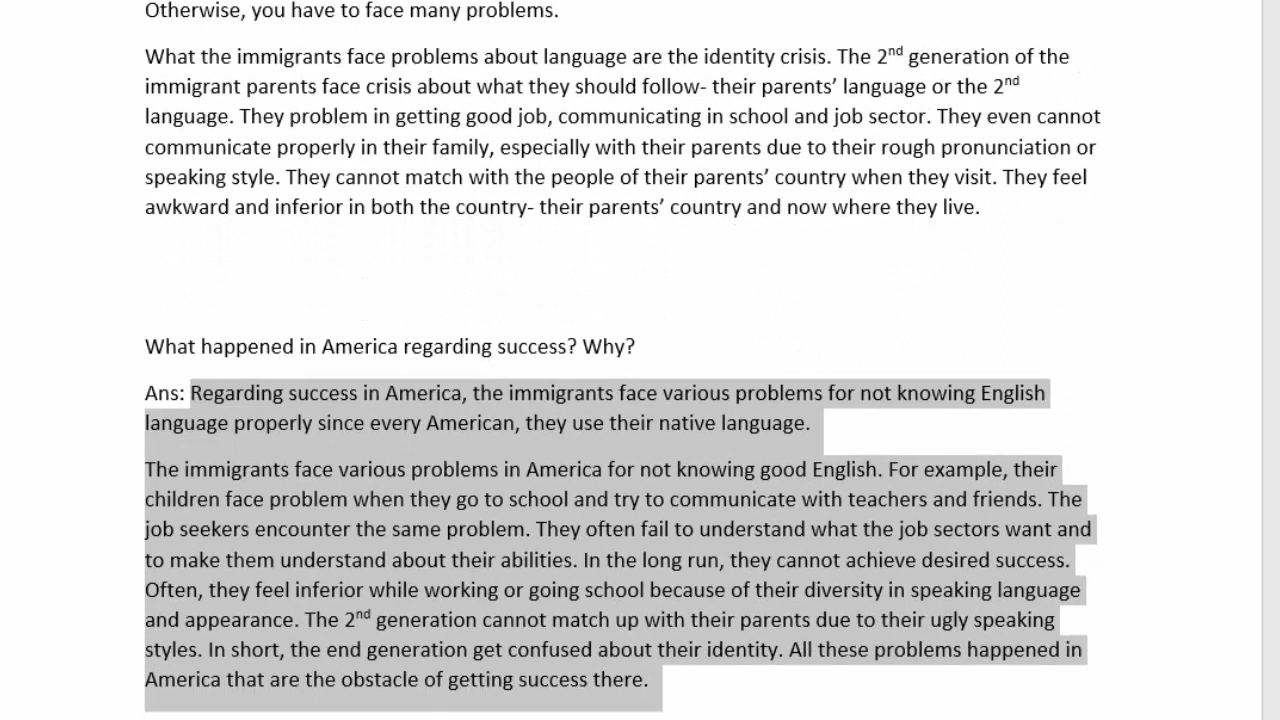 Otherwise, you have to face many problems.
What the immigrants face problems about language are the identity crisis. The 2nd generation of the
immigrant parents face crisis about what they should follow- their parents’ language or the 2nd
language. They problem in getting good job, communicating in school and job sector. They even cannot
communicate properly in their family, especially with their parents due to their rough pronunciation or
speaking style. They cannot match with the people of their parents’ country when they visit. They feel
awkward and inferior in both the country- their parents’ country and now where they live.
What happened in America regarding success? Why?
Ans: Regarding success in America, the immigrants face various problems for not knowing English
language properly since every American, they use their native language.
The immigrants face various problems in America for not knowing good English. For example, their
children face problem when they go to school and try to communicate with teachers and friends. The
job seekers encounter the same problem. They often fail to understand what the job sectors want and
to make them understand about their abilities. In the long run, they cannot achieve desired success.
Often, they feel inferior while working or going school because of their diversity in speaking language
and appearance. The 2nd generation cannot match up with their parents due to their ugly speaking
styles. In short, the end generation get confused about their identity. All these problems happened in
America that are the obstacle of getting success there.